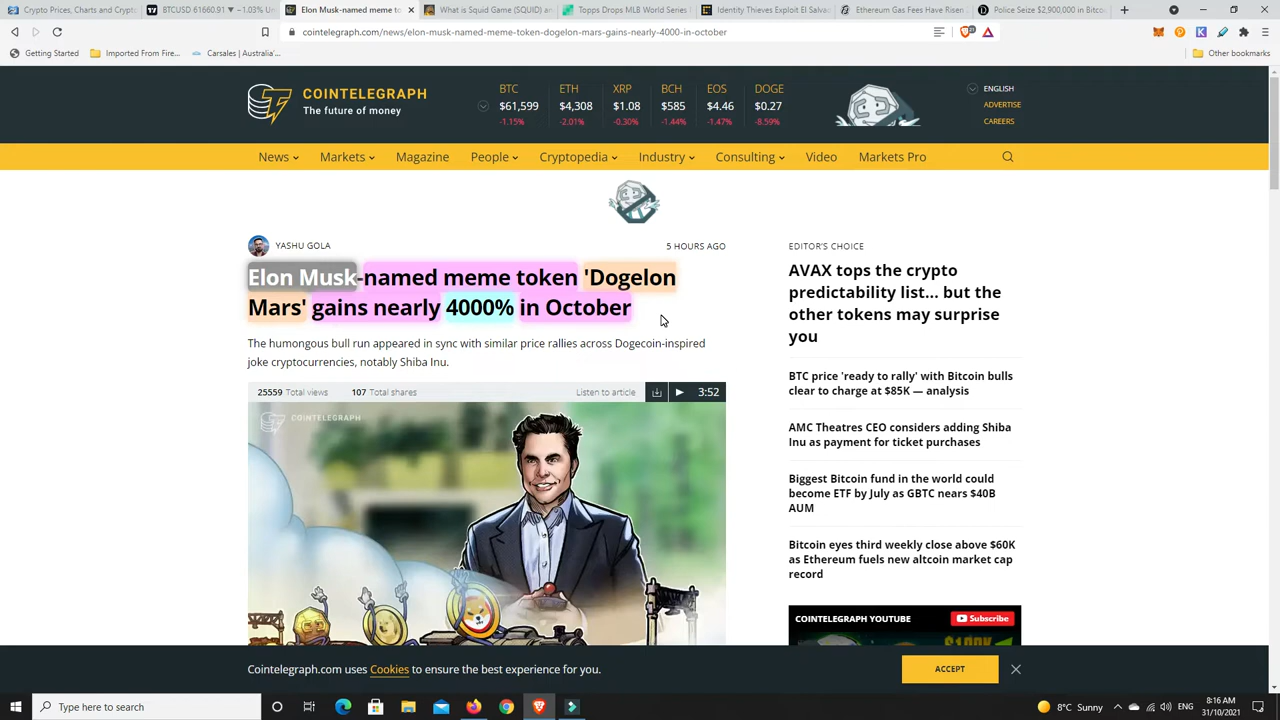 Crypto Prices, Charts
BTCUSD 61660.91 ▼ −1.03% Un
Elon Musk-named meme to
What is Squid Game (SQUID) an
Topps Drops MLB World Series
Identity Thieves Exploit El Salvad
Ethereum Gas Fees Have Risen
Police Seize $2,900,000 in Bitco
cointelegraph.com/news/elon-musk-named-meme-token-dogelon-mars-gains-nearly-4000-in-october
Getting Started
Imported From Fire...
Carsales | Australia'...
Other bookmarks
COINTELEGRAPH
The future of money
BTC ETH XRP BCH EOS DOGE
$61,599 $4,308 $1.08 $585 $4.46 $0.27
-1.15% -2.01% -0.30% -1.44% -1.47% -8.59%
ENGLISH
ADVERTISE
CAREERS
News Markets Magazine People Cryptopedia Industry Consulting Video Markets Pro
YASHU GOLA
5 HOURS AGO
Elon Musk-named meme token 'Dogelon
Mars' gains nearly 4000% in October
The humongous bull run appeared in sync with similar price rallies across Dogecoin-inspired
joke cryptocurrencies, notably Shiba Inu.
25559 Total views 107 Total shares Listen to article 3:52
COINTELEGRAPH
EDITOR'S CHOICE
AVAX tops the crypto
predictability list... but the
other tokens may surprise
you
BTC price 'ready to rally' with Bitcoin bulls
clear to charge at $85K — analysis
AMC Theatres CEO considers adding Shiba
Inu as payment for ticket purchases
Biggest Bitcoin fund in the world could
become ETF by July as GBTC nears $40B
AUM
Bitcoin eyes third weekly close above $60K
as Ethereum fuels new altcoin market cap
record
COINTELEGRAPH YOUTUBE
Subscribe
Cointelegraph.com uses Cookies to ensure the best experience for you.
ACCEPT
Type here to search
8°C Sunny
ENG
8:16 AM
31/10/2021